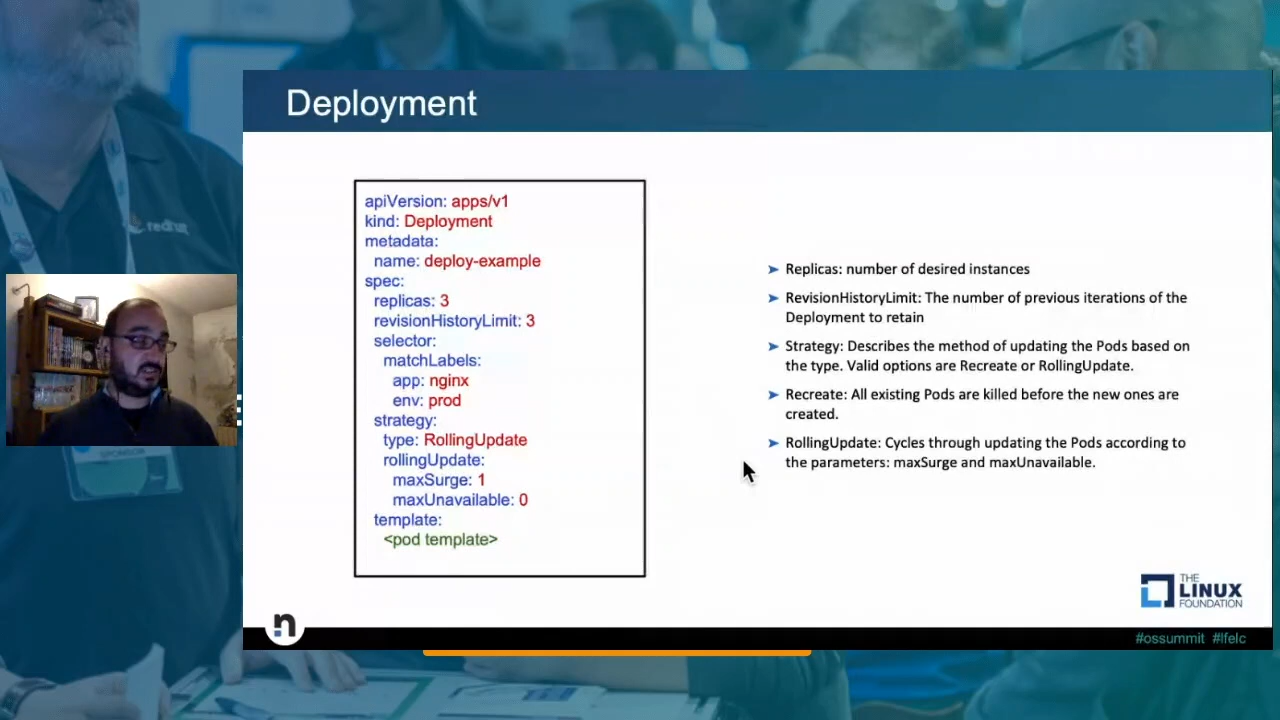 Deployment
apiVersion: apps/v1
kind: Deployment
metadata:
name: deploy-example
spec:
replicas: 3
revisionHistoryLimit: 3
selector:
matchLabels:
app: nginx
env: prod
strategy:
type: RollingUpdate
rollingUpdate:
maxSurge: 1
maxUnavailable: 0
template:
<pod template>
➤ Replicas: number of desired instances
➤ RevisionHistoryLimit: The number of previous iterations of the
Deployment to retain
➤ Strategy: Describes the method of updating the Pods based on
the type. Valid options are Recreate or RollingUpdate.
➤ Recreate: All existing Pods are killed before the new ones are
created.
➤ RollingUpdate: Cycles through updating the Pods according to
the parameters: maxSurge and maxUnavailable.
THE
LINUX
FOUNDATION
n
#ossummit #lfelc
redhat
SPONSOR